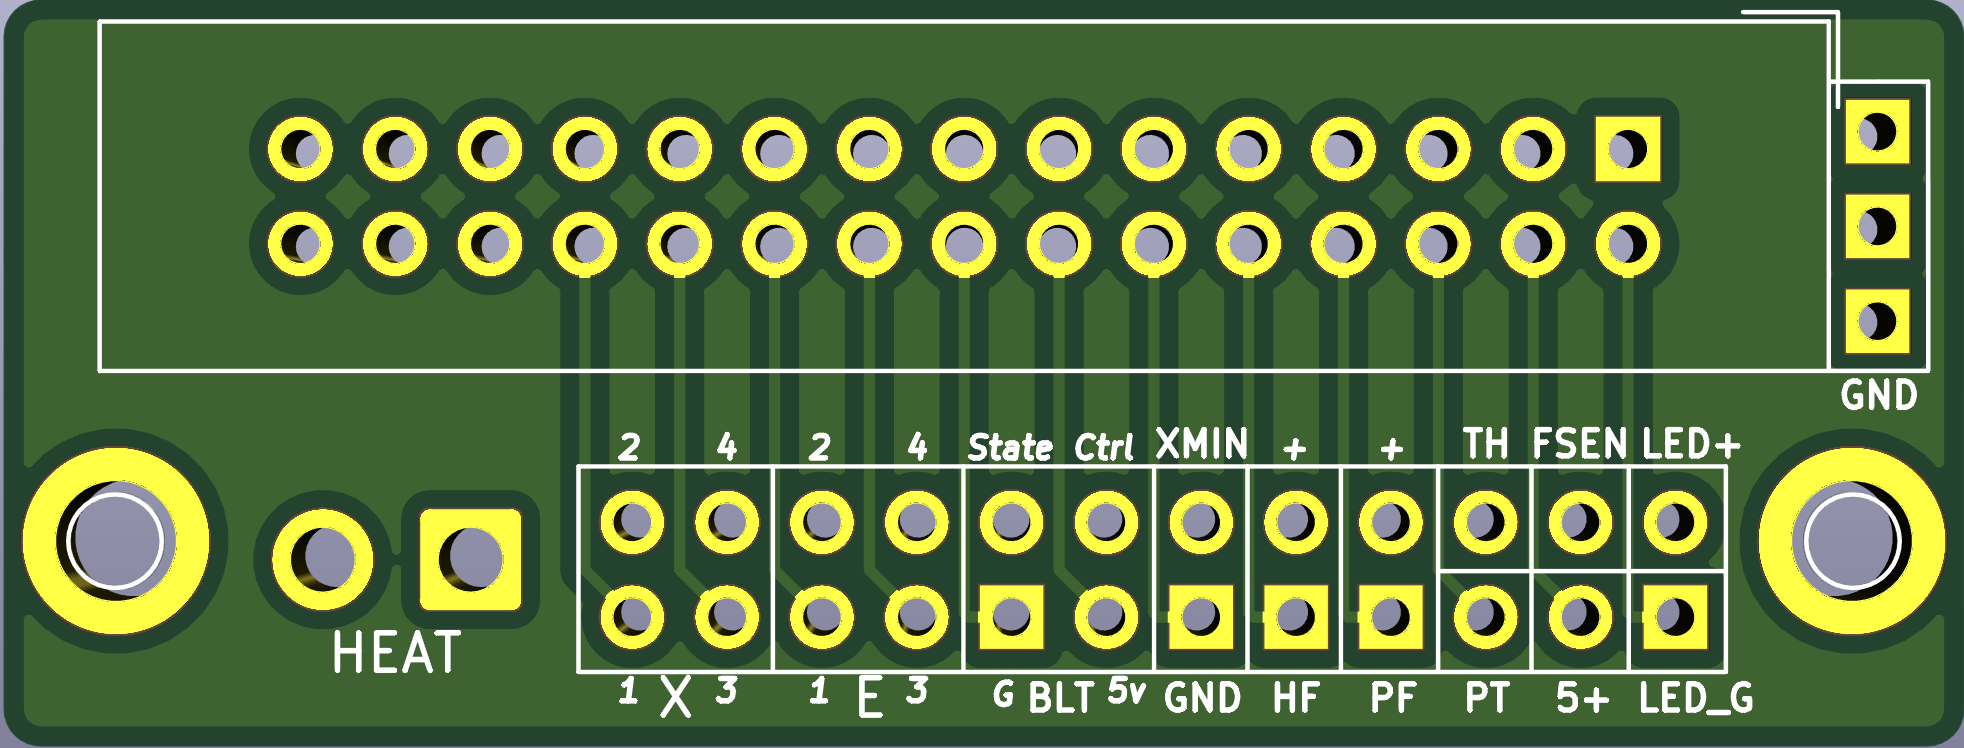 GND
2 4 2 4 State Ctrl XMIN + + TH FSEN LED+
HEAT
1 X 3 1 E 3 G BLT 5v GND HF PF PT 5+ LED_G